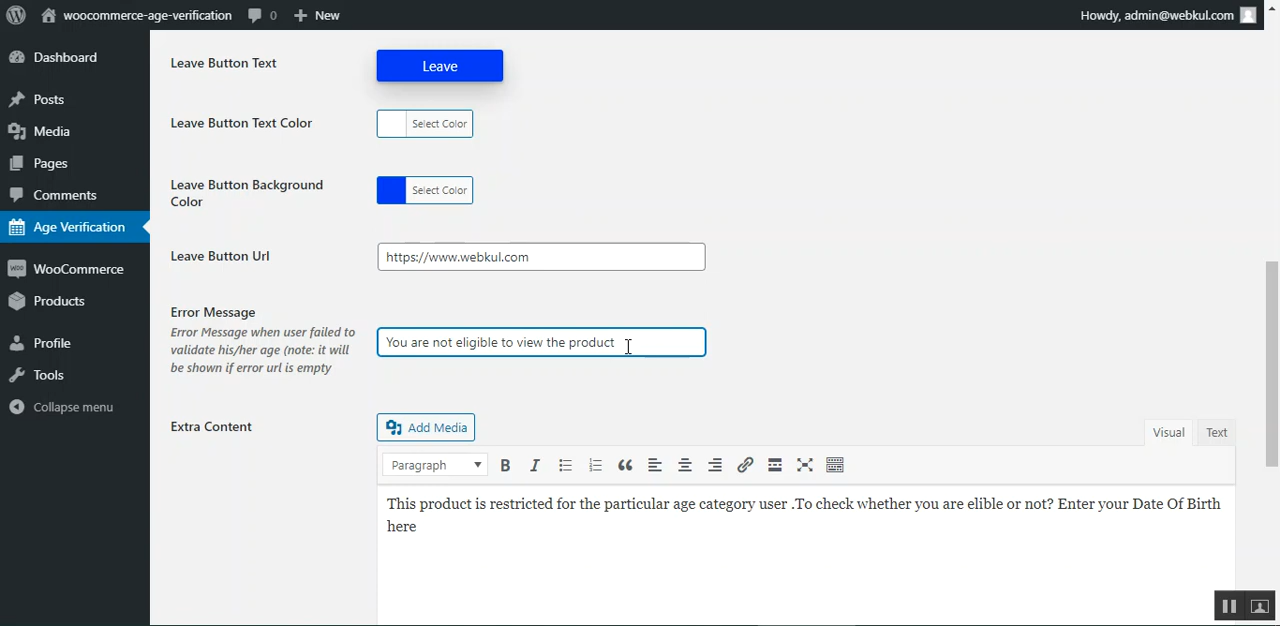 woocommerce-age-verification 0 New Howdy, admin@webkul.com
Dashboard
Posts
Media
Pages
Comments
Age Verification
WooCommerce
Products
Profile
Tools
Collapse menu
Leave Button Text Leave
Leave Button Text Color Select Color
Leave Button Background
Color
Select Color
Leave Button Url https://www.webkul.com
Error Message
Error Message when user failed to
validate his/her age (note: it will
be shown if error url is empty
You are not eligible to view the product
Extra Content Add Media
Visual Text
Paragraph B I
This product is restricted for the particular age category user .To check whether you are elible or not? Enter your Date Of Birth
here